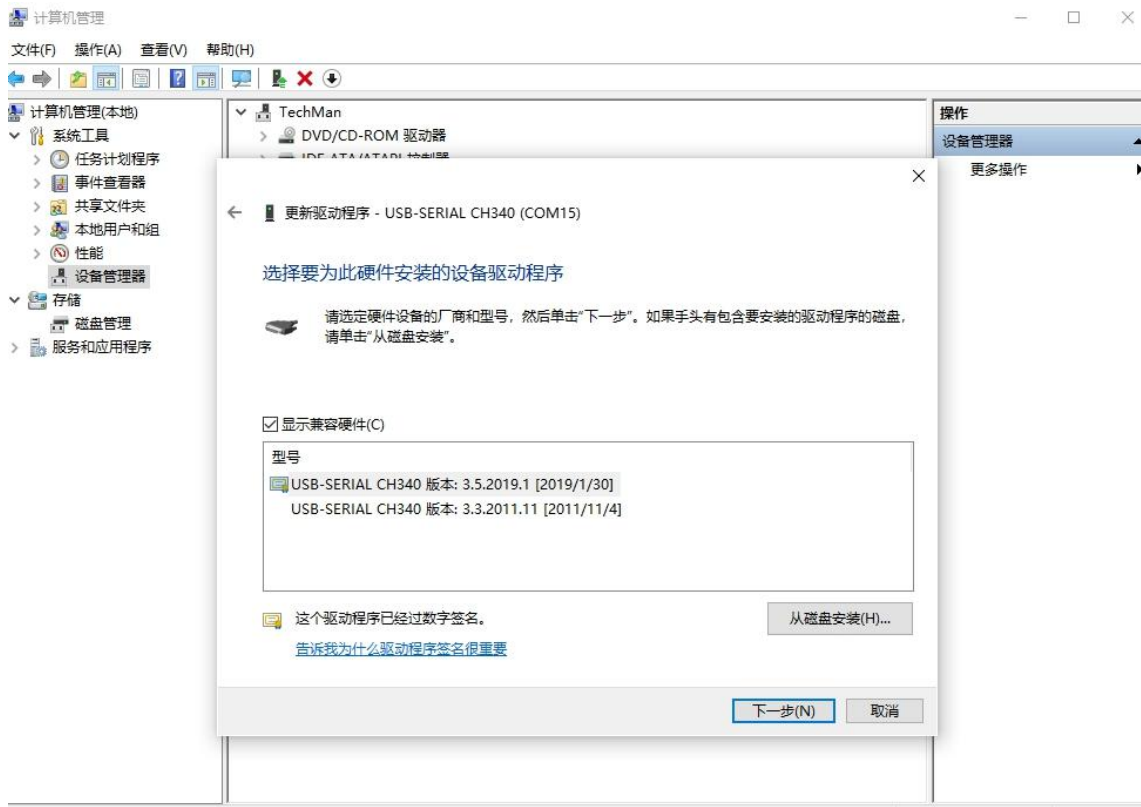 计算机管理
文件(F) 操作(A) 查看(V) 帮助(H)
计算机管理(本地)
系统工具
任务计划程序
事件查看器
共享文件夹
本地用户和组
性能
设备管理器
存储
磁盘管理
服务和应用程序
TechMan
DVD/CD-ROM 驱动器
IDE ATA/ATAPI 控制器
操作
设备管理器
更多操作
更新驱动程序 - USB-SERIAL CH340 (COM15)
选择要为此硬件安装的设备驱动程序
请选定硬件设备的厂商和型号，然后单击“下一步”。如果手头有包含要安装的驱动程序的磁盘，
请单击“从磁盘安装”。
显示兼容硬件(C)
型号
USB-SERIAL CH340 版本: 3.5.2019.1 [2019/1/30]
USB-SERIAL CH340 版本: 3.3.2011.11 [2011/11/4]
这个驱动程序已经过数字签名。
从磁盘安装(H)...
告诉我为什么驱动程序签名很重要
下一步(N)
取消